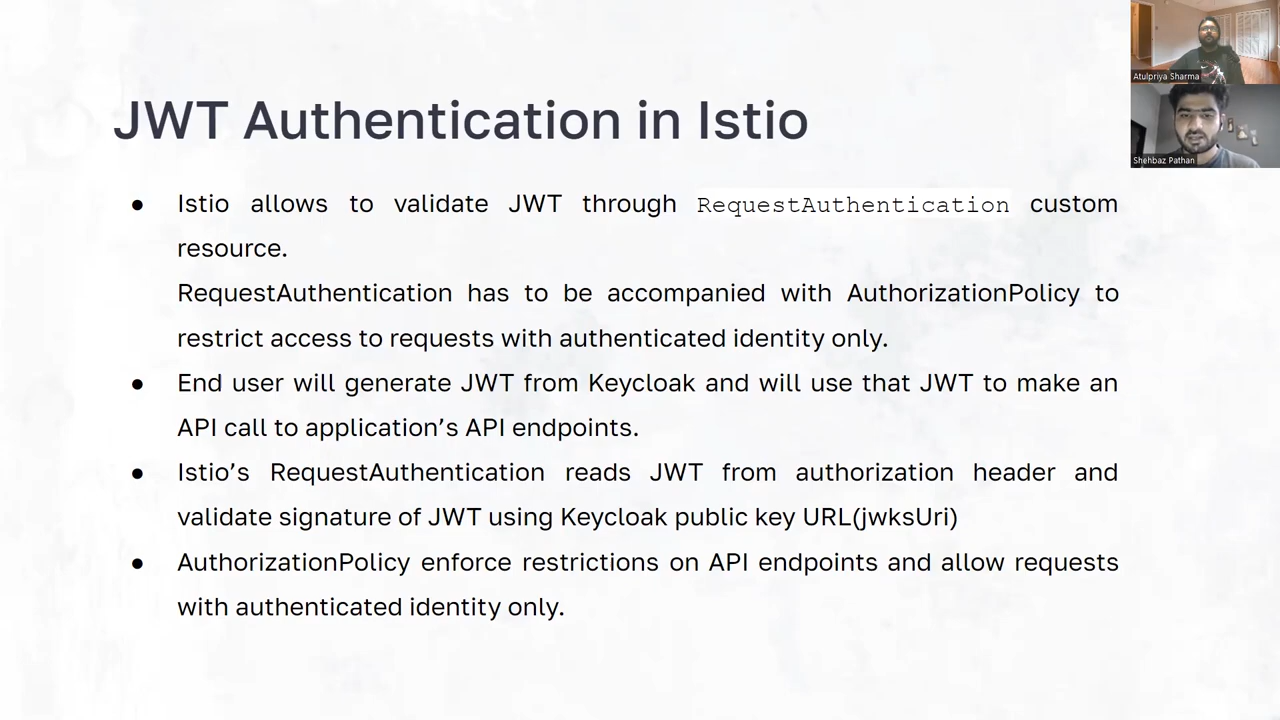 JWT Authentication in Istio
Atulpriya Sharma
Shehbaz Pathan
● Istio allows to validate JWT through RequestAuthentication custom
resource.
RequestAuthentication has to be accompanied with AuthorizationPolicy to
restrict access to requests with authenticated identity only.
● End user will generate JWT from Keycloak and will use that JWT to make an
API call to application’s API endpoints.
● Istio’s RequestAuthentication reads JWT from authorization header and
validate signature of JWT using Keycloak public key URL(jwksUri)
● AuthorizationPolicy enforce restrictions on API endpoints and allow requests
with authenticated identity only.